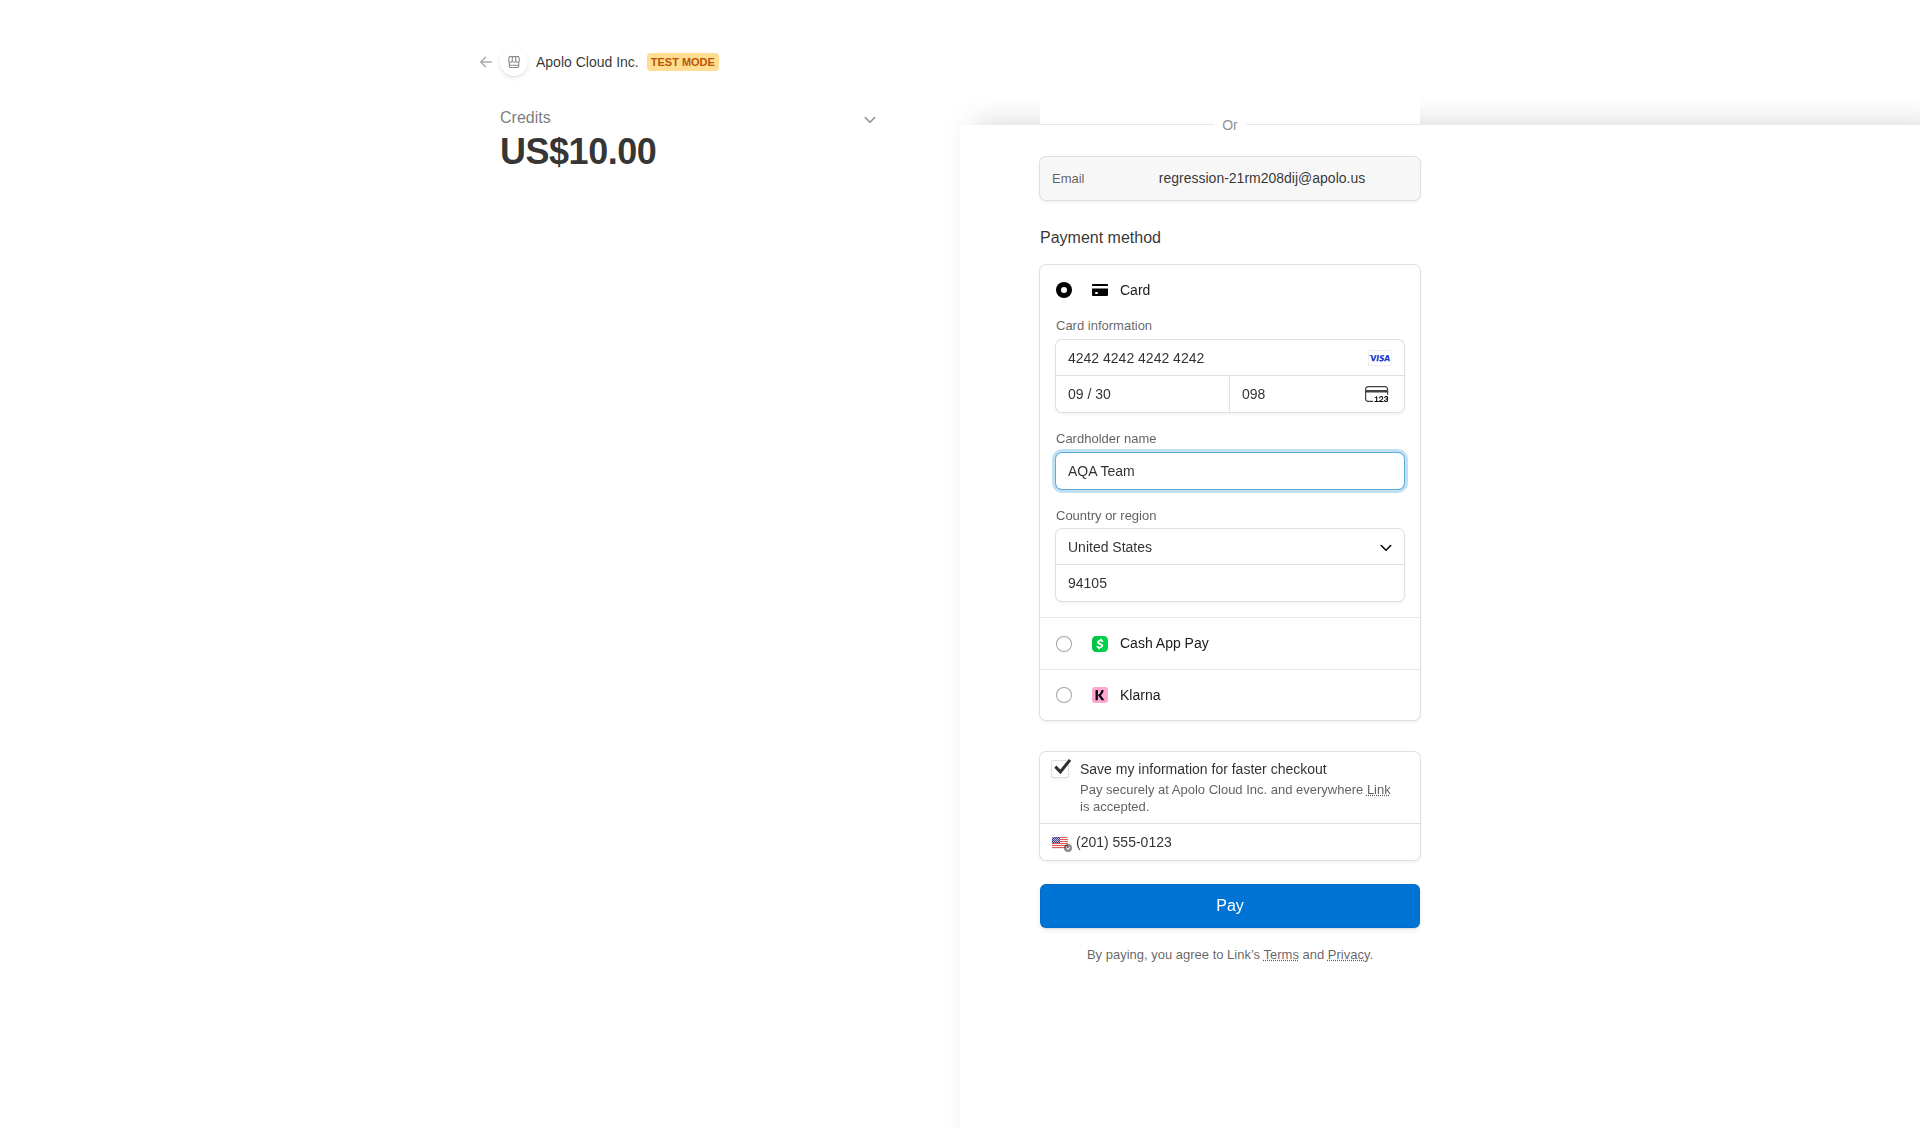 Apolo Cloud Inc. TEST MODE
Credits
US$10.00
Or
Email regression-21rm208dij@apolo.us
Payment method
Card
Card information
4242 4242 4242 4242 VISA
09 / 30 098 123
Cardholder name
AQA Team
Country or region
United States
94105
$ Cash App Pay
K Klarna
Save my information for faster checkout
Pay securely at Apolo Cloud Inc. and everywhere Link
is accepted.
(201) 555-0123
Pay
By paying, you agree to Link's Terms and Privacy.